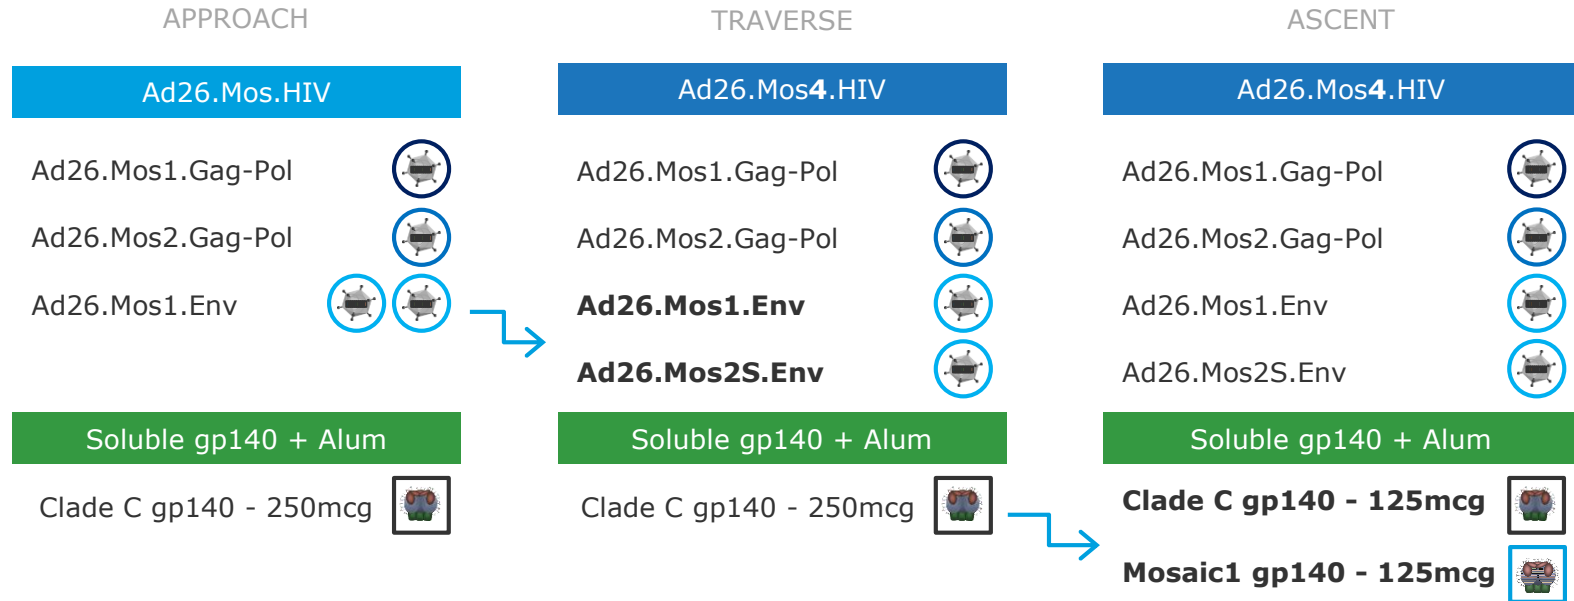 APPROACH
TRAVERSE
ASCENT
Ad26.Mos.HIV
Ad26.Mos4.HIV
Ad26.Mos4.HIV
Ad26.Mos1.Gag-Pol
Ad26.Mos1.Gag-Pol
Ad26.Mos1.Gag-Pol
Ad26.Mos2.Gag-Pol
Ad26.Mos2.Gag-Pol
Ad26.Mos2.Gag-Pol
Ad26.Mos1.Env
Ad26.Mos1.Env
Ad26.Mos1.Env
Ad26.Mos2S.Env
Ad26.Mos2S.Env
Soluble gp140 + Alum
Soluble gp140 + Alum
Soluble gp140 + Alum
Clade C gp140 - 250mcg
Clade C gp140 - 250mcg
Clade C gp140 - 125mcg
Mosaic1 gp140 - 125mcg